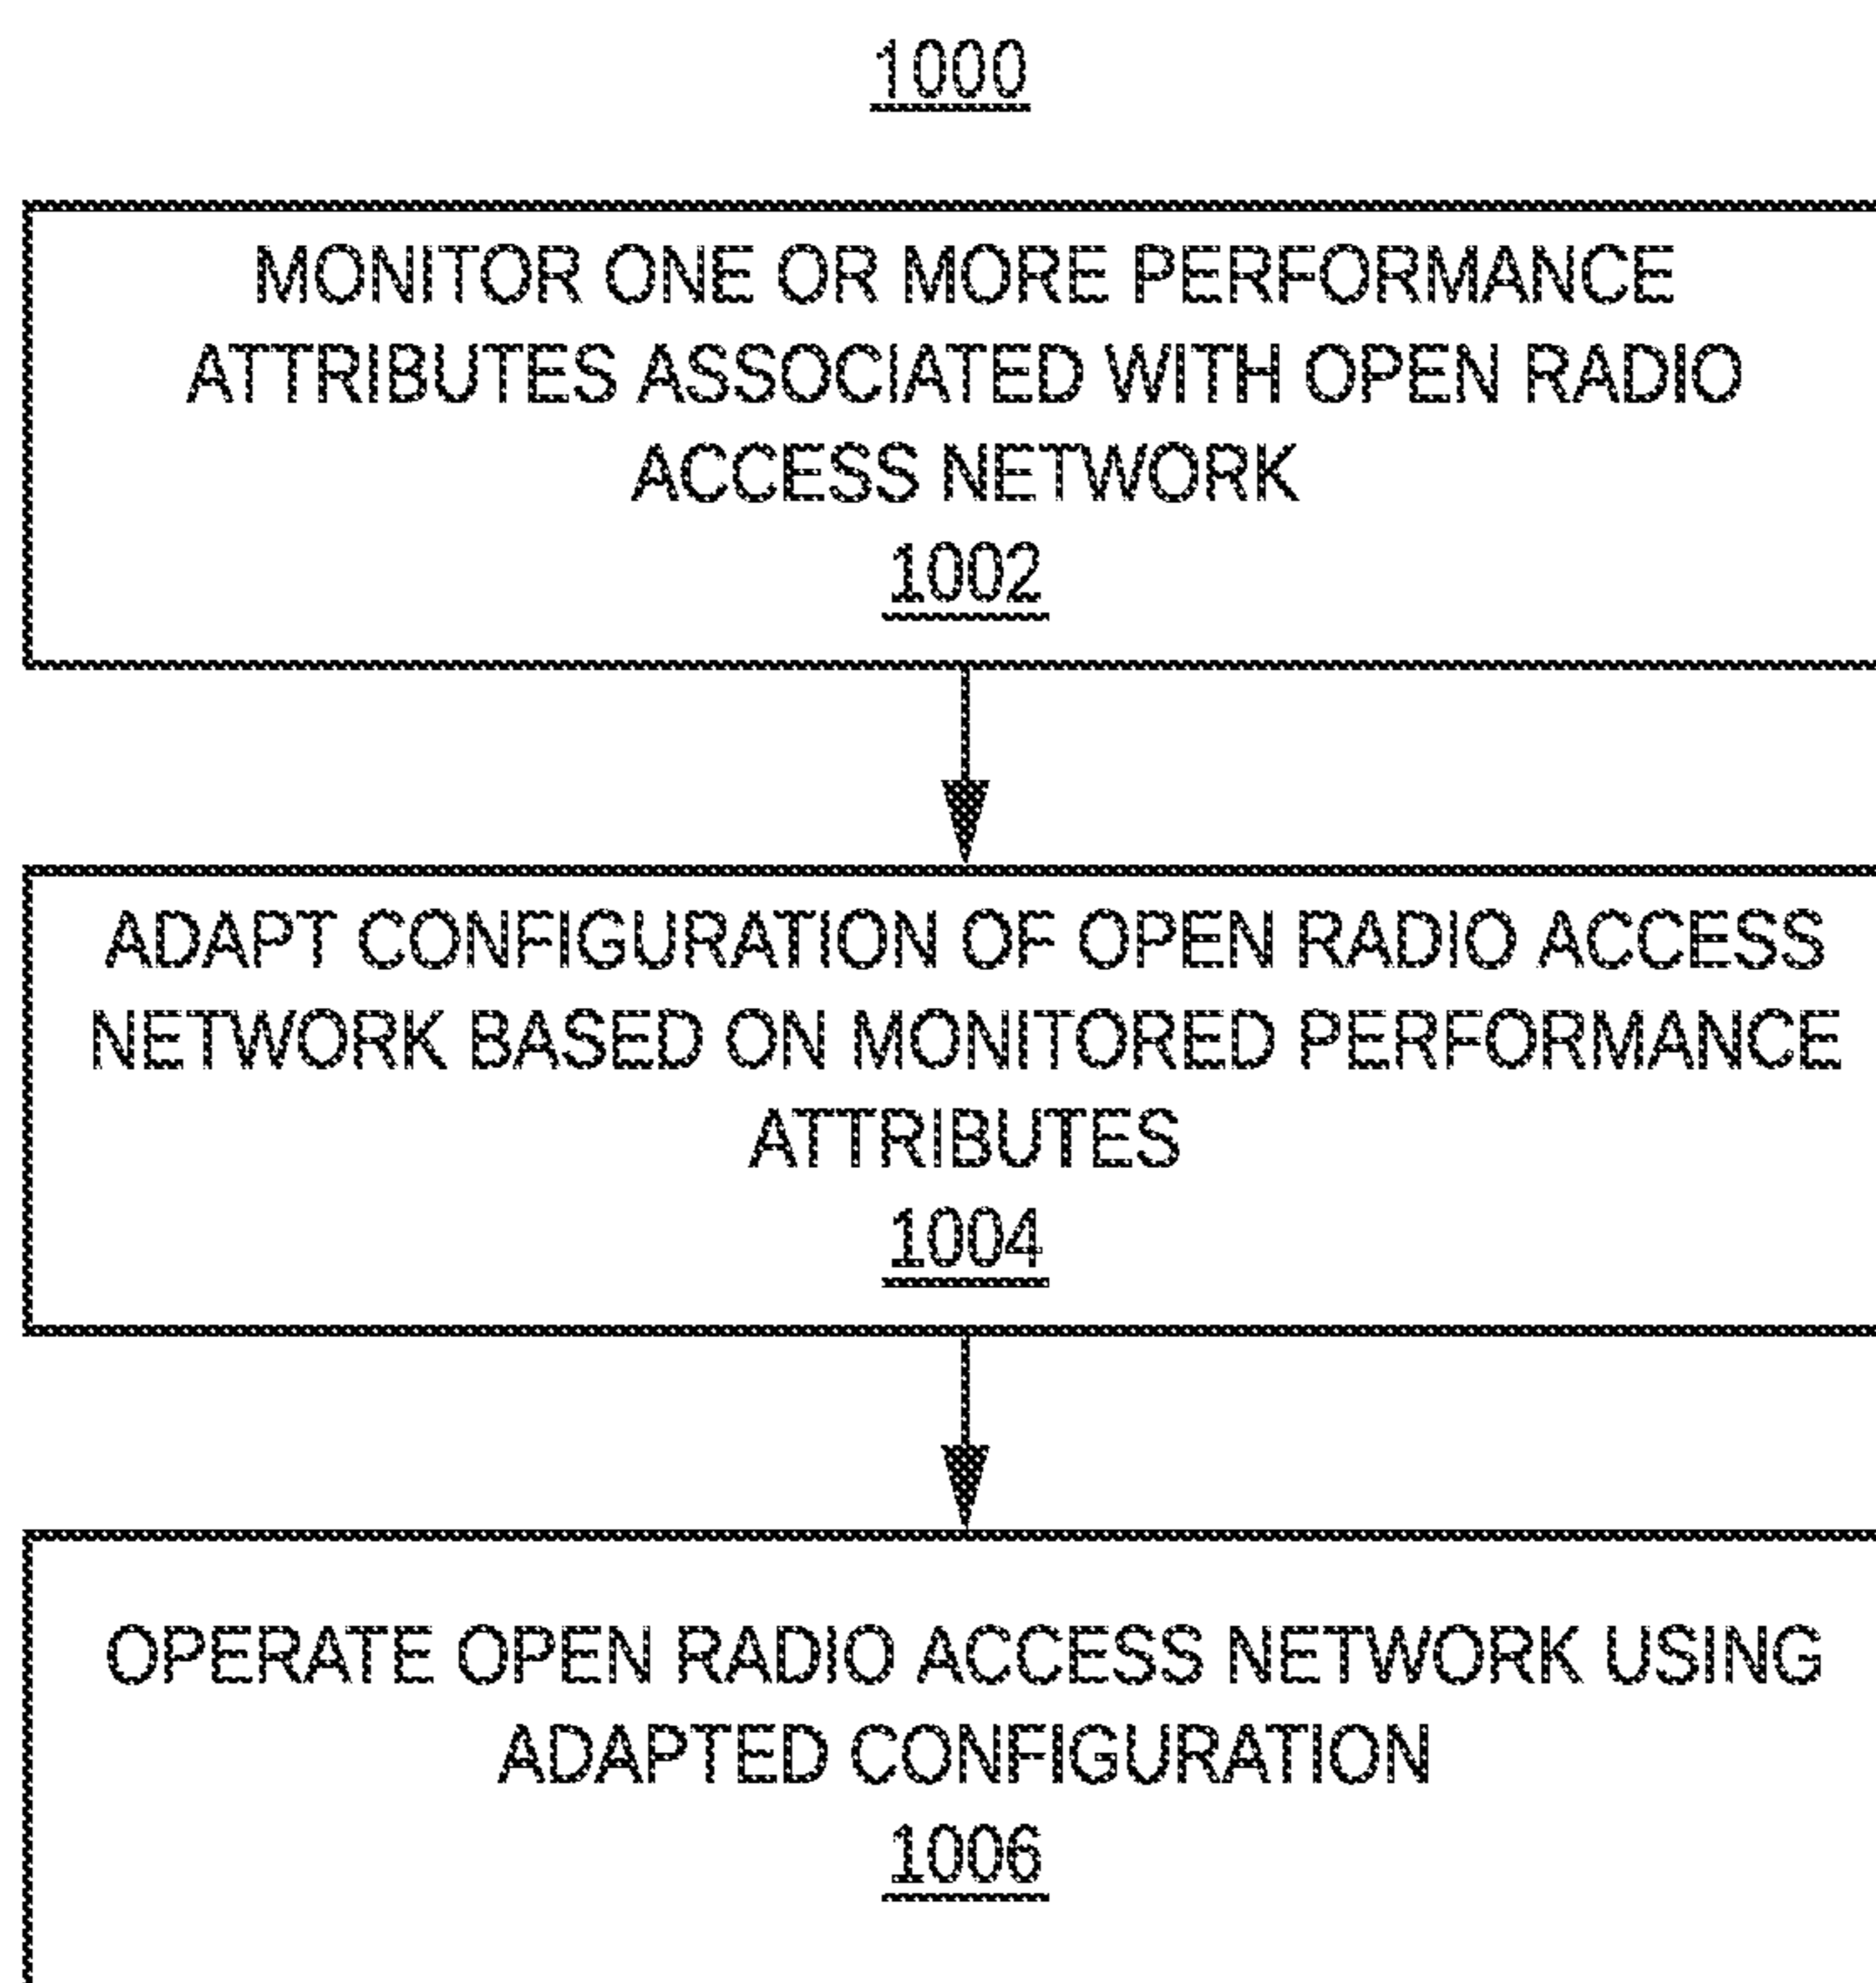 1000
MONITOR ONE OR MORE PERFORMANCE
ATTRIBUTES ASSOCIATED WITH OPEN RADIO
ACCESS NETWORK
1002
ADAPT CONFIGURATION OF OPEN RADIO ACCESS
NETWORK BASED ON MONITORED PERFORMANCE
ATTRIBUTES
1004
OPERATE OPEN RADIO ACCESS NETWORK USING
ADAPTED CONFIGURATION
1006